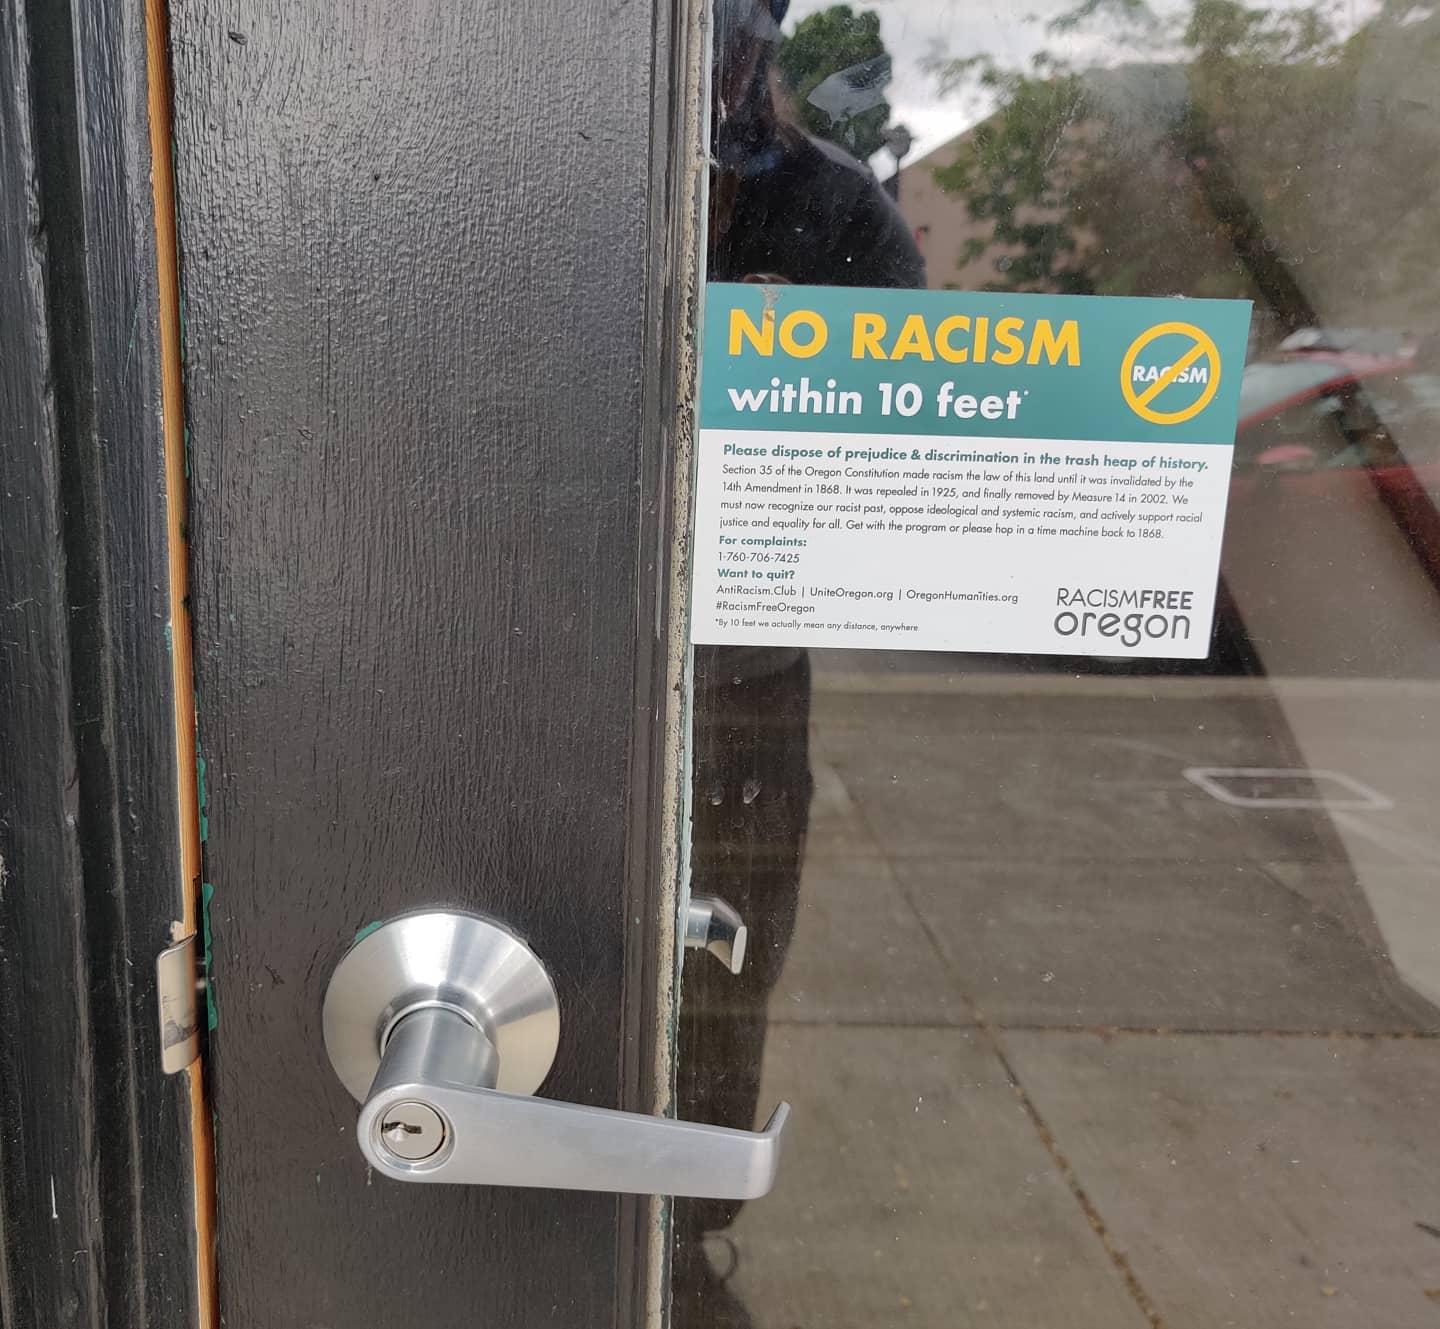 NO RACISM
within 10 feet*
RACISM
Please dispose of prejudice & discrimination in the trash heap of history.
Section 35 of the Oregon Constitution made racism the law of this land until it was invalidated by the
14th Amendment in 1868. It was repealed in 1925, and finally removed by Measure 14 in 2002. We
must now recognize our racist past, oppose ideological and systemic racism, and actively support racial
justice and equality for all. Get with the program or please hop in a time machine back to 1868.
For complaints:
1-760-706-7425
Want to quit?
AntiRacism.Club | UniteOregon.org | OregonHumanities.org
#RacismFreeOregon
*By 10 feet we actually mean any distance, anywhere
RACISMFREE
oregon